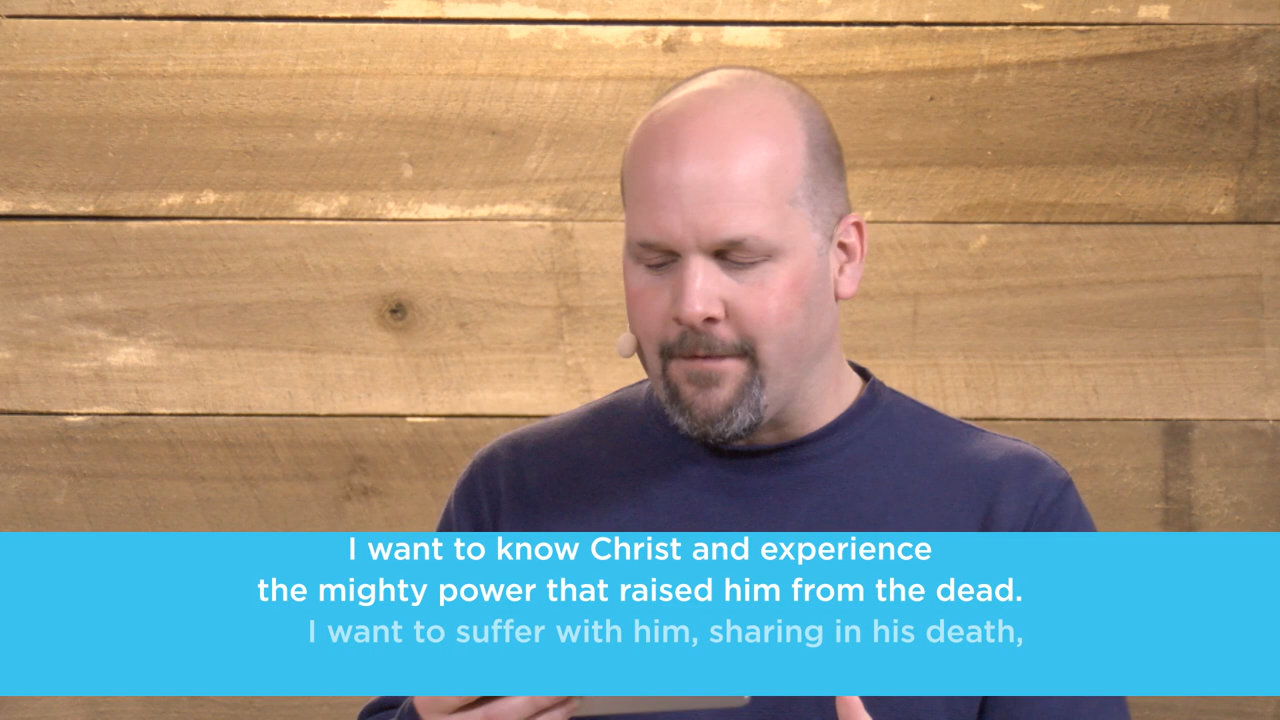 I want to know Christ and experience
the mighty power that raised him from the dead.
I want to suffer with him, sharing in his death,